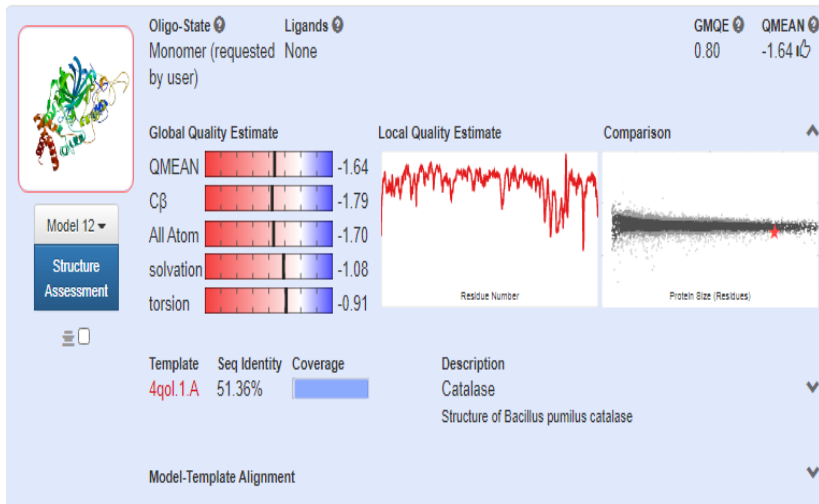 Oligo-State Ligands GMQE QMEAN
Monomer (requested by user) None 0.80 -1.64
Global Quality Estimate Local Quality Estimate Comparison
QMEAN -1.64
Cβ -1.79
All Atom -1.70
solvation -1.08
torsion -0.91
Residue Number
Protein Size (Residues)
Model 12
Structure
Assessment
Template Seq Identity Coverage Description
4qol.1.A 51.36% Catalase
Structure of Bacillus pumilus catalase
Model-Template Alignment